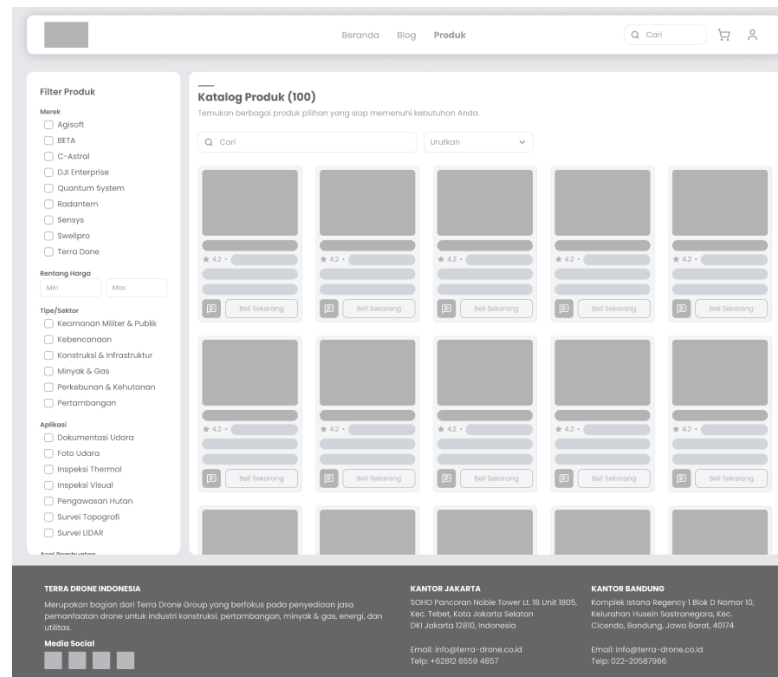 Beranda Blog Produk Cari
Filter Produk
Merek
Agisoft
BETA
C-Astral
DJI Enterprise
Quantum System
Radantern
Sensys
Swellpro
Terra Done
Rentang Harga
Min Max
Tipe/Sektor
Keamanan Militer & Publik
Kebencanaan
Konstruksi & Infrastruktur
Minyak & Gas
Perkebunan & Kehutanan
Pertambangan
Aplikasi
Dokumentasi Udara
Foto Udara
Inspeksi Thermal
Inspeksi Visual
Pengawasan Hutan
Survei Topografi
Survei LIDAR
Asal Pembuatan
Katalog Produk (100)
Temukan berbagai produk pilihan yang siap memenuhi kebutuhan Anda.
Cari Urutkan
4.2 • 4.2 • 4.2 • 4.2 • 4.2 •
Beli Sekarang Beli Sekarang Beli Sekarang Beli Sekarang Beli Sekarang
4.2 • 4.2 • 4.2 • 4.2 • 4.2 •
Beli Sekarang Beli Sekarang Beli Sekarang Beli Sekarang Beli Sekarang
TERRA DRONE INDONESIA
Merupakan bagian dari Terra Drone Group yang berfokus pada penyediaan jasa
pemanfaatan drone untuk industri konstruksi, pertambangan, minyak & gas, energi, dan
utilitas.
Media Social
KANTOR JAKARTA
SOHO Pancoran Noble Tower Lt. 18 Unit 1805,
Kec. Tebet, Kota Jakarta Selatan
DKI Jakarta 12810, Indonesia
Email: info@terra-drone.co.id
Telp: +62812 6559 4857
KANTOR BANDUNG
Komplek Istana Regency 1 Blok D Nomor 10,
Kelurahan Husein Sastranegara, Kec.
Cicendo, Bandung, Jawa Barat, 40174
Email: info@terra-drone.co.id
Telp: 022-20587966